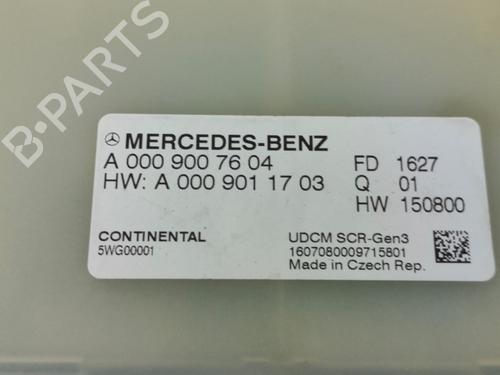 MERCEDES-BENZ
A 000 900 76 04 FD 1627
HW: A 000 901 17 03 Q 01
HW 150800
CONTINENTAL UDCM SCR-Gen3
5WG00001 1607080009715801
Made in Czech Rep.
B PARTS